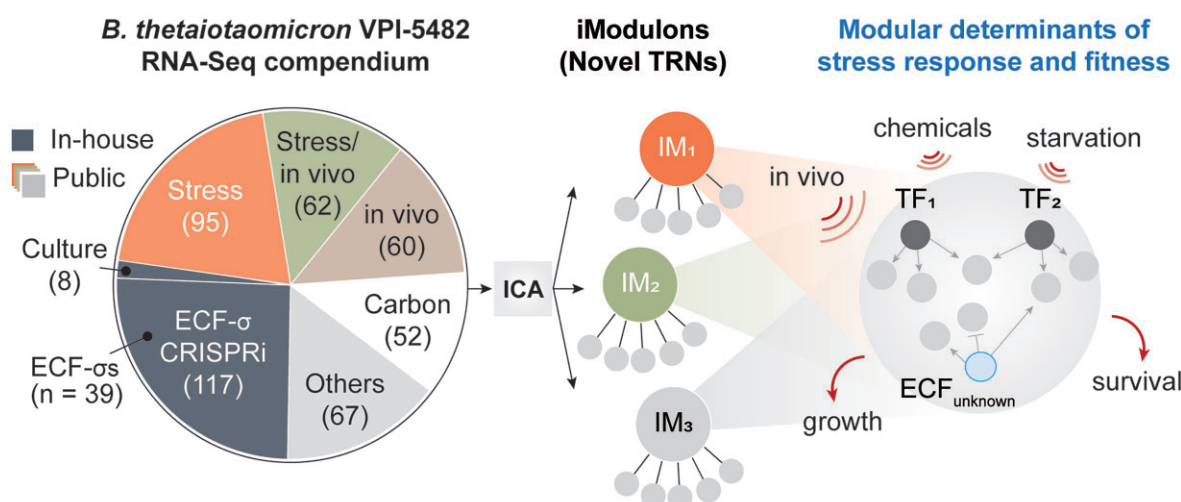 B. thetaiotaomicron VPI-5482
RNA-Seq compendium
iModulons
(Novel TRNs)
Modular determinants of
stress response and fitness
In-house
Public
Stress
(95)
Stress/
in vivo
(62)
in vivo
(60)
Culture
(8)
Carbon
(52)
ECF-σ
CRISPRi
(117)
ECF-σs
(n = 39)
Others
(67)
ICA
IM₁
IM₂
IM₃
in vivo
chemicals
starvation
TF₁
TF₂
ECF unknown
growth
survival